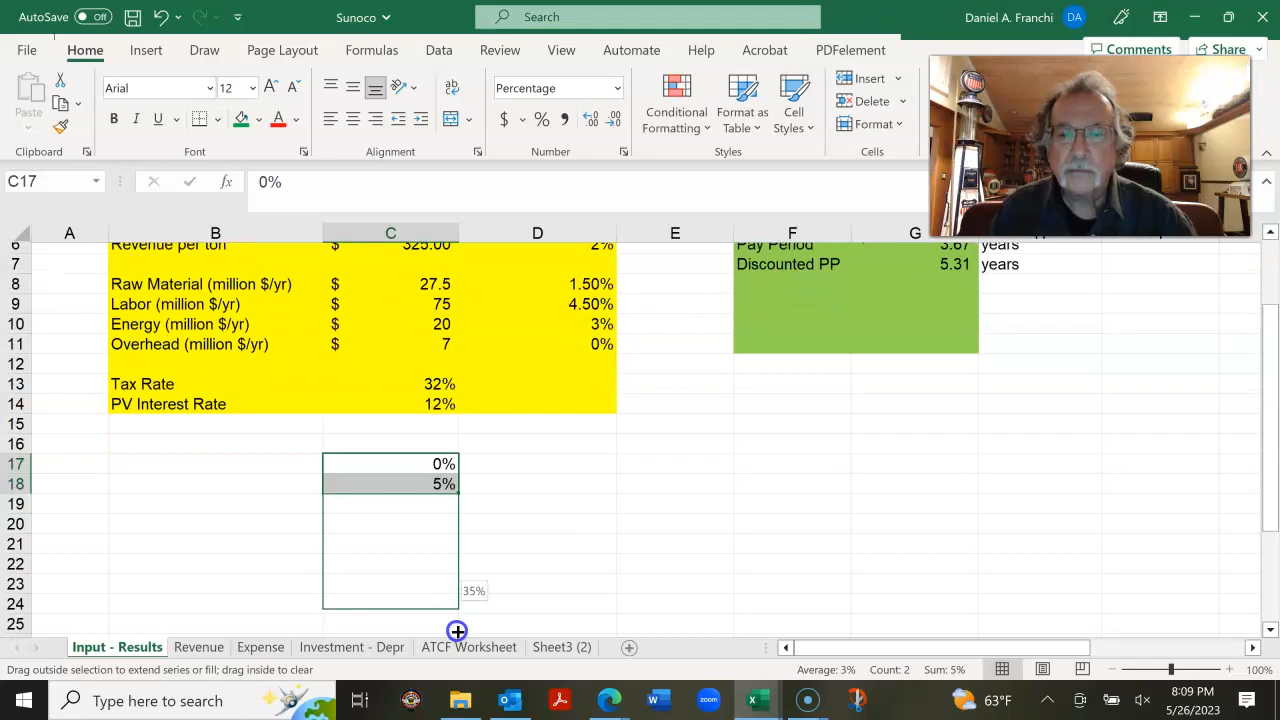 AutoSave Off Sunoco Search Daniel A. Franchi DA
File Home Insert Draw Page Layout Formulas Data Review View Automate Help Acrobat PDFelement Comments Share
Arial 12 A A Percentage Insert
Paste B I U A $ % , Conditional Formatting Format as Table Cell Styles Delete
Format
Clipboard Font Alignment Number Styles Cells
C17 fx 0%
A B C D E F G
6 Revenue per ton $ 325.00 2% Pay Period 3.67 years
7 Discounted PP 5.31 years
8 Raw Material (million $/yr) $ 27.5 1.50%
9 Labor (million $/yr) $ 75 4.50%
10 Energy (million $/yr) $ 20 3%
11 Overhead (million $/yr) $ 7 0%
12
13 Tax Rate 32%
14 PV Interest Rate 12%
15
16
17 0%
18 5%
19
20
21
22
23 35%
24
25
Input - Results Revenue Expense Investment - Depr ATCF Worksheet Sheet3 (2)
Drag outside selection to extend series or fill; drag inside to clear Average: 3% Count: 2 Sum: 5% 100%
Type here to search zoom 63°F 8:09 PM
5/26/2023